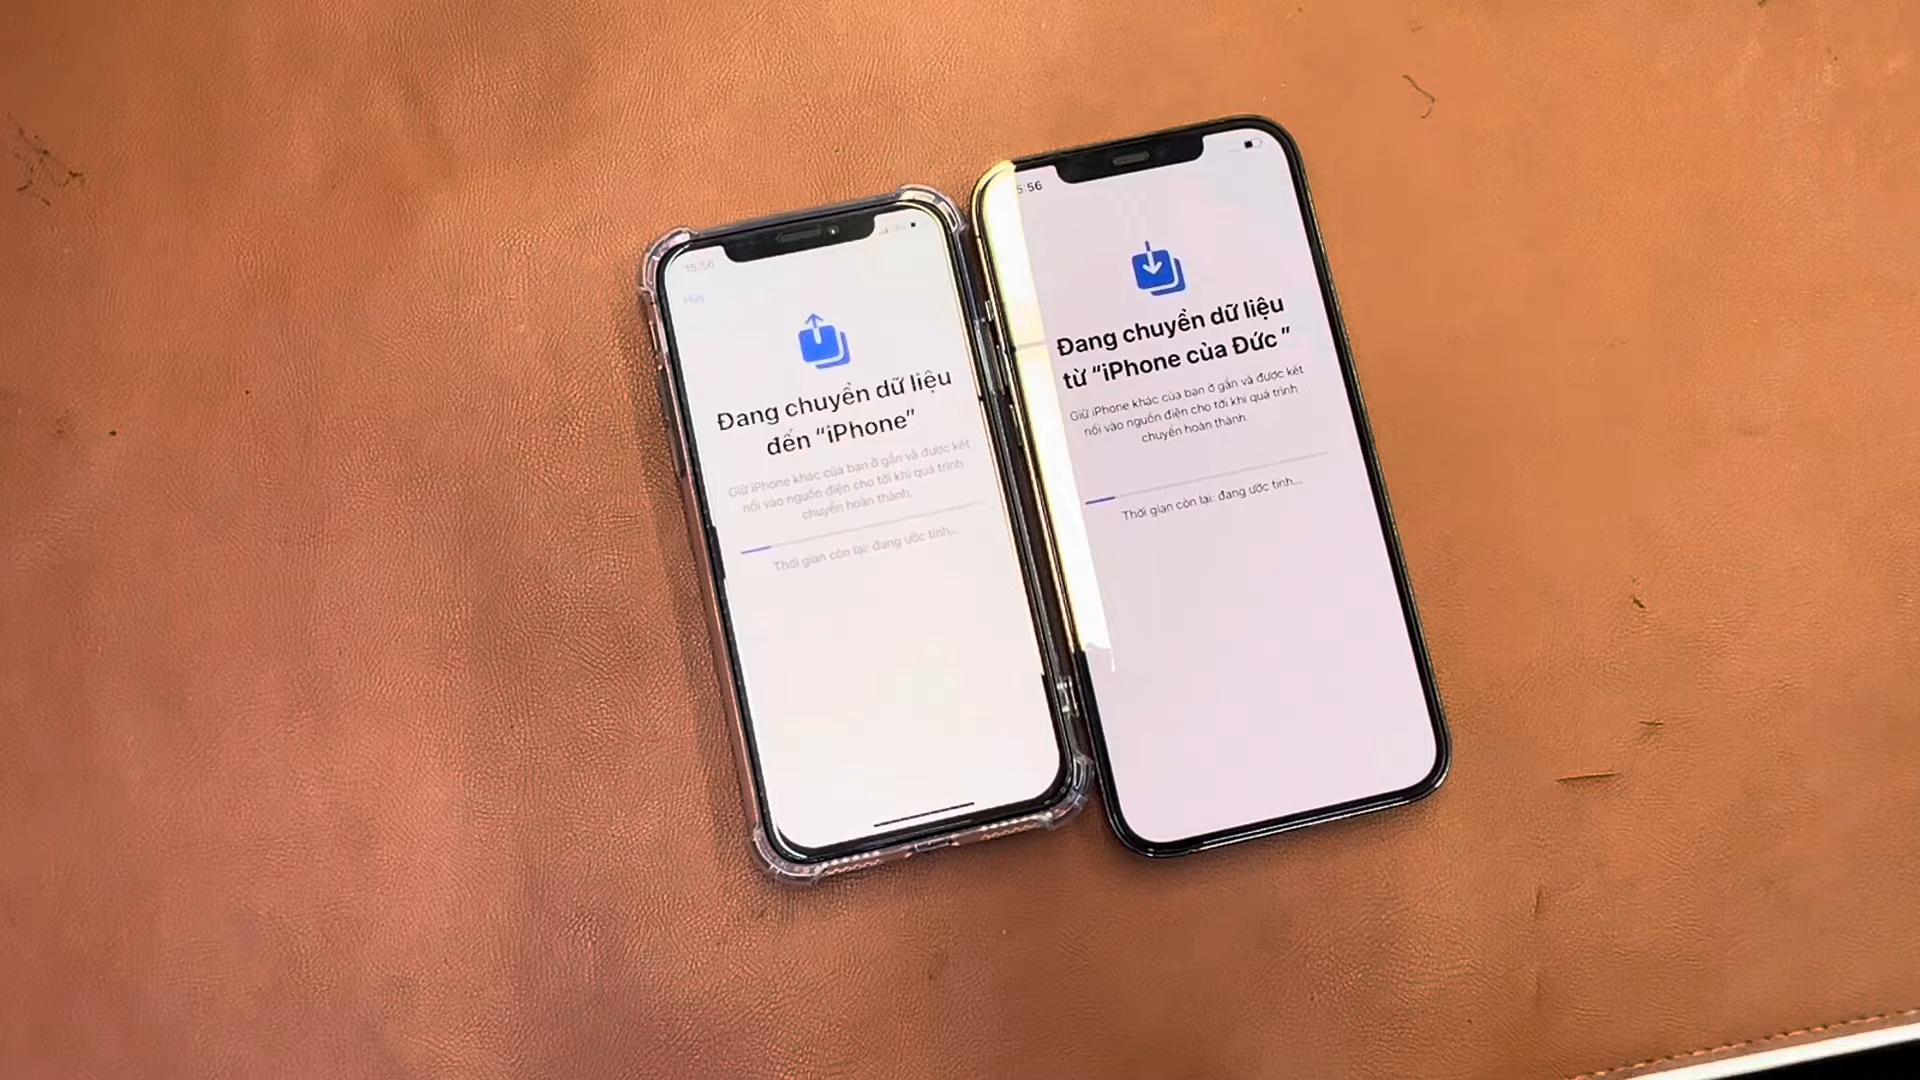 15:56
Hủy
Đang chuyển dữ liệu
đến “iPhone”
Giữ iPhone khác của bạn ở gần và được kết
nối vào nguồn điện cho tới khi quá trình
chuyển hoàn thành.
Thời gian còn lại: đang ước tính...
5:56
Đang chuyển dữ liệu
từ “iPhone của Đức ”
Giữ iPhone khác của bạn ở gần và được kết
nối vào nguồn điện cho tới khi quá trình
chuyển hoàn thành.
Thời gian còn lại: đang ước tính...